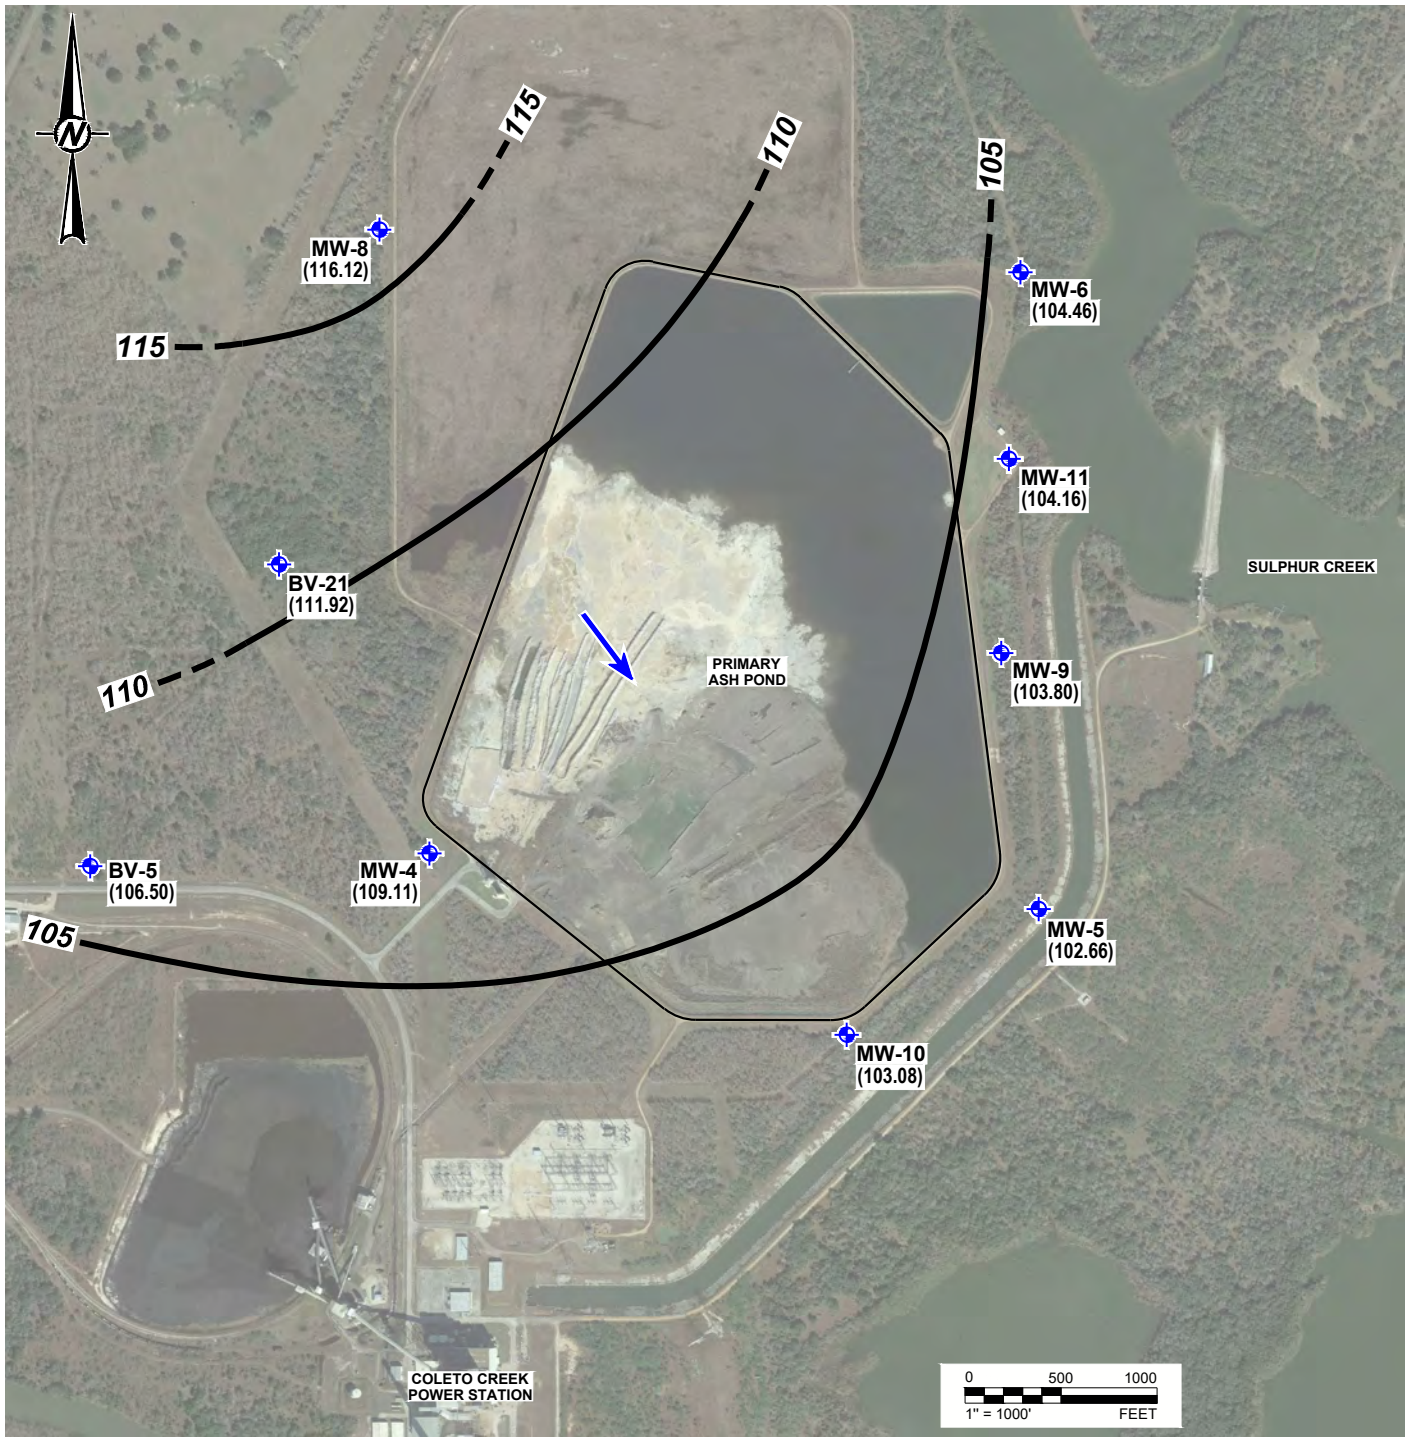 N
115
110
105
MW-8
(116.12)
MW-6
(104.46)
115
MW-11
(104.16)
SULPHUR CREEK
BV-21
(111.92)
PRIMARY
ASH POND
MW-9
(103.80)
110
BV-5
(106.50)
MW-4
(109.11)
105
MW-5
(102.66)
MW-10
(103.08)
COLETO CREEK
POWER STATION
0 500 1000
1" = 1000' FEET